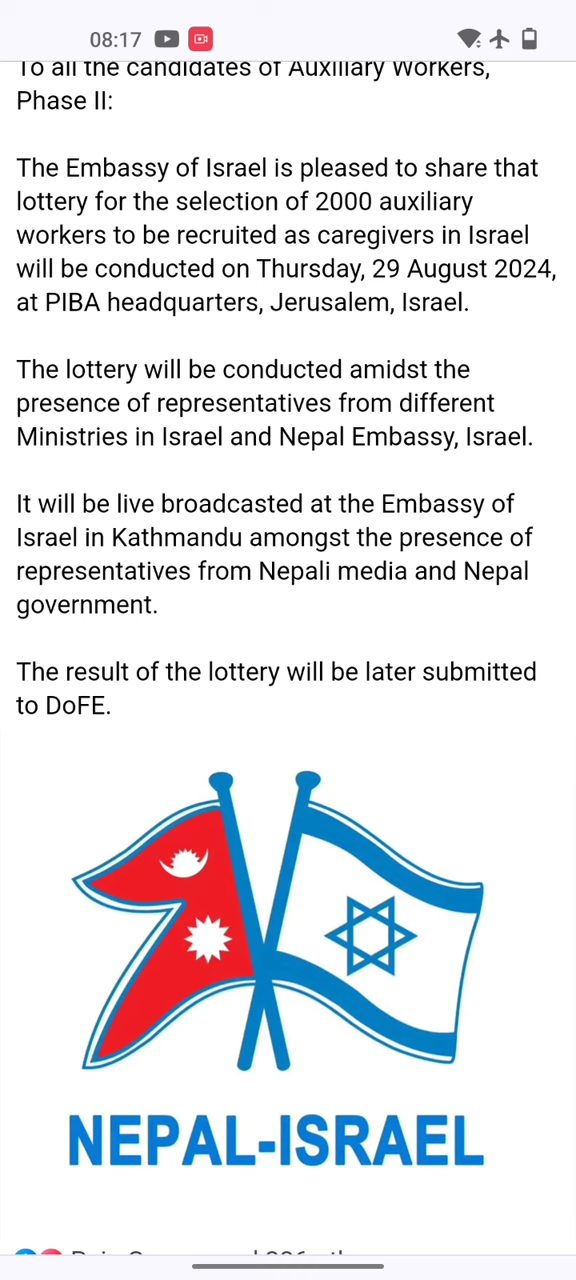 08:17
To all the candidates of Auxiliary Workers,
Phase II:
The Embassy of Israel is pleased to share that
lottery for the selection of 2000 auxiliary
workers to be recruited as caregivers in Israel
will be conducted on Thursday, 29 August 2024,
at PIBA headquarters, Jerusalem, Israel.
The lottery will be conducted amidst the
presence of representatives from different
Ministries in Israel and Nepal Embassy, Israel.
It will be live broadcasted at the Embassy of
Israel in Kathmandu amongst the presence of
representatives from Nepali media and Nepal
government.
The result of the lottery will be later submitted
to DoFE.
NEPAL-ISRAEL